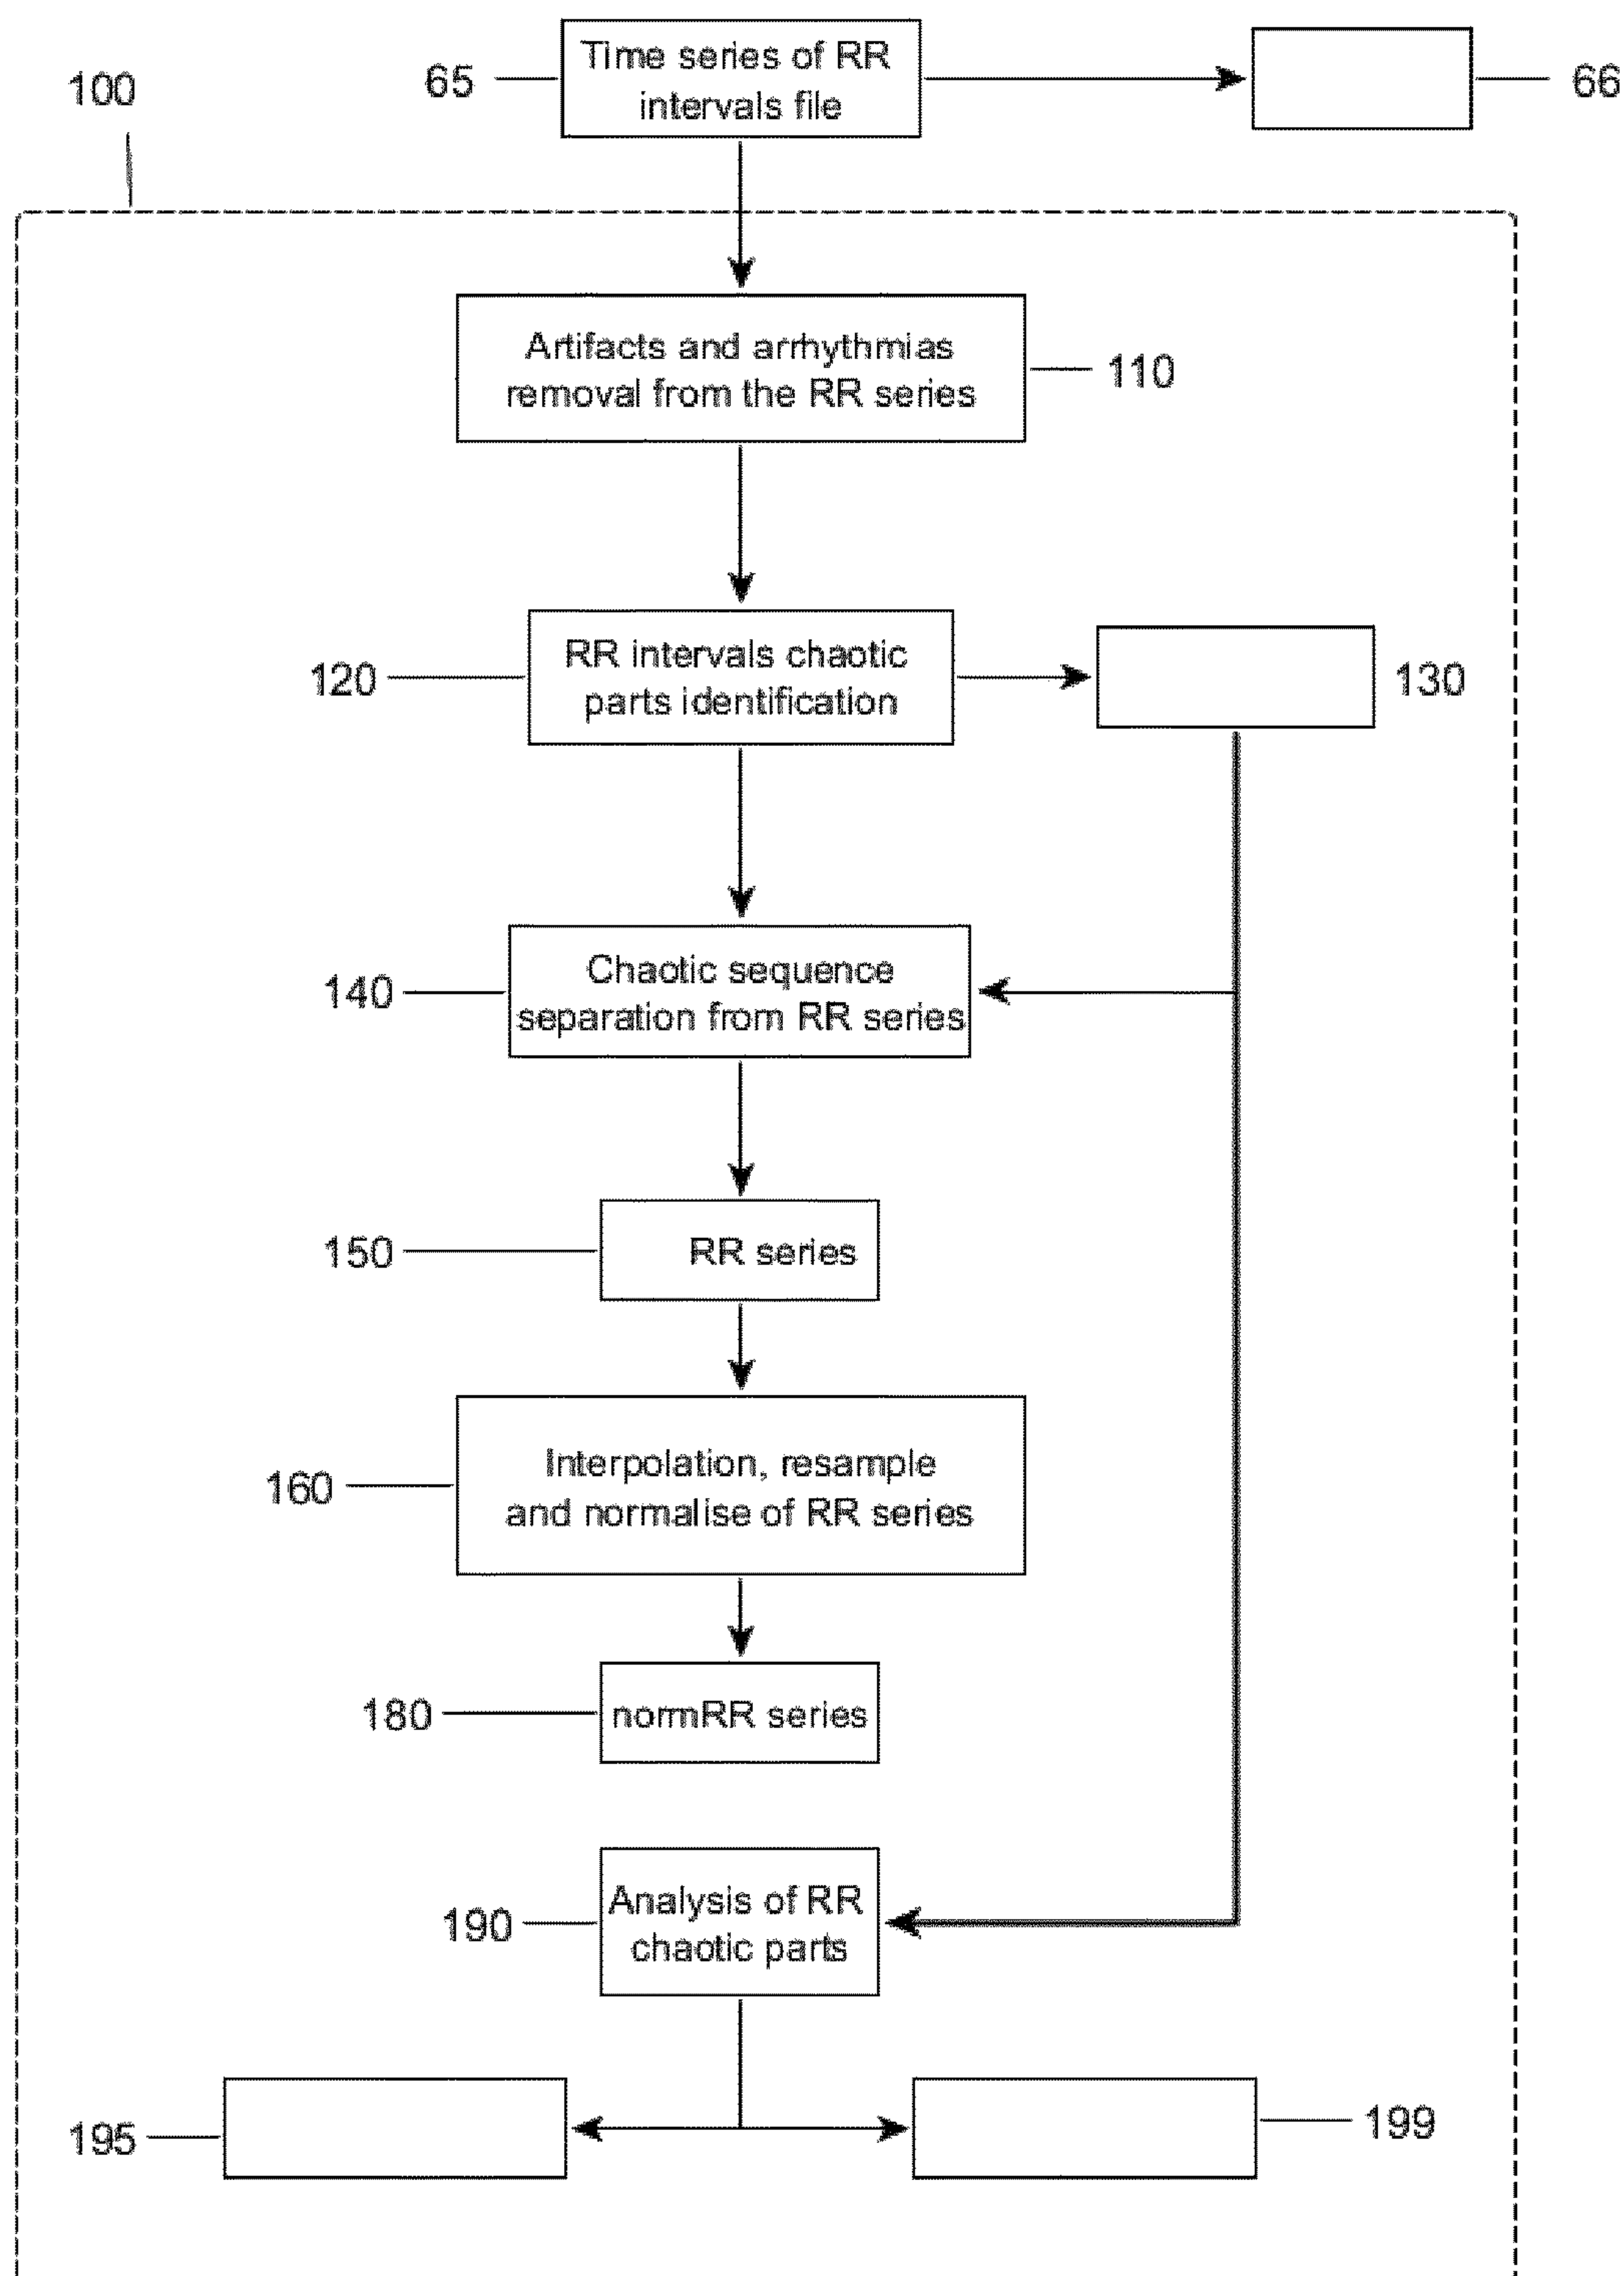 Time series of RR
intervals file
65
66
100
Artifacts and arrhythmias
removal from the RR series
110
RR intervals chaotic
parts identification
120
130
Chaotic sequence
separation from RR series
140
150
RR series
Interpolation, resample
and normalise of RR series
160
180
normRR series
Analysis of RR
chaotic parts
190
195
199